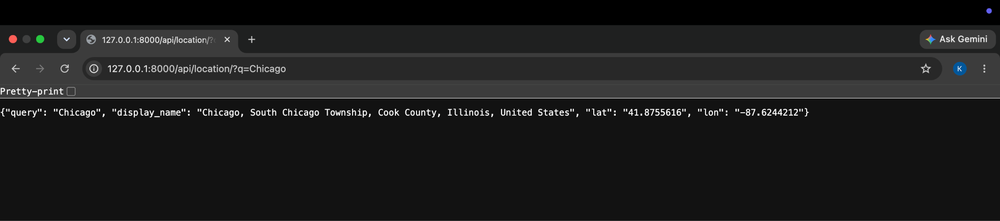 127.0.0.1:8000/api/location/?
Ask Gemini
127.0.0.1:8000/api/location/?q=Chicago
K
Pretty-print
{"query": "Chicago", "display_name": "Chicago, South Chicago Township, Cook County, Illinois, United States", "lat": "41.8755616", "lon": "-87.6244212"}